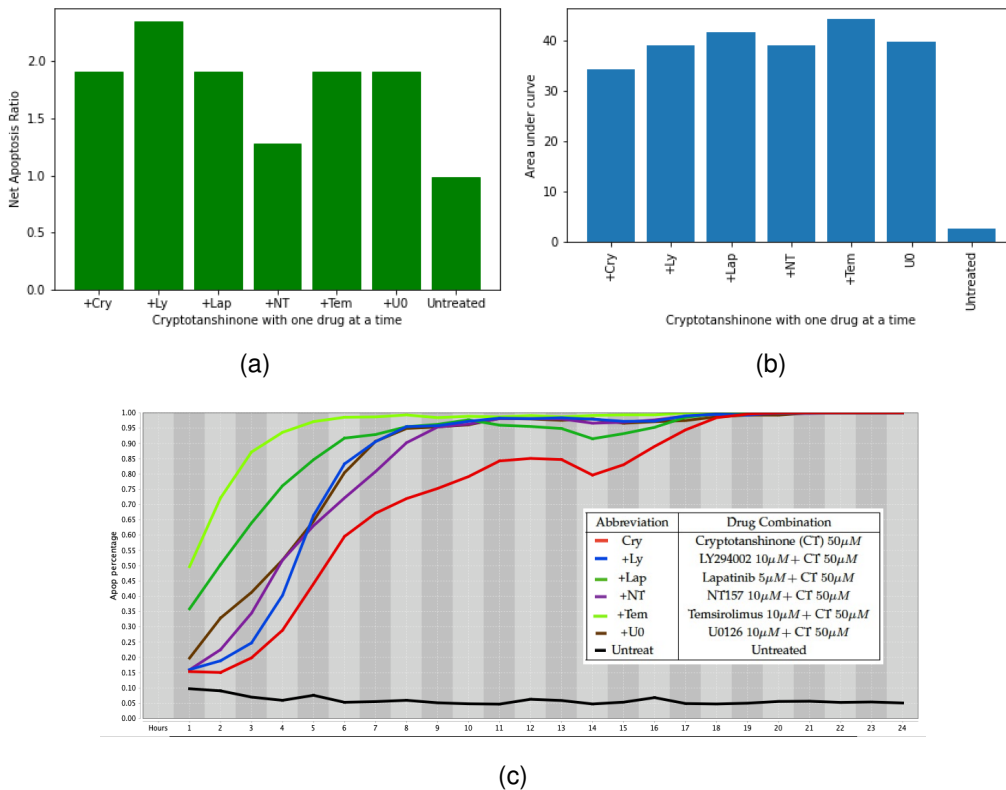 2.0
1.5
1.0
0.5
0.0
Net Apoptosis Ratio
+Cry +Ly +Lap +NT +Tem +U0 Untreated
Cryptotanshinone with one drug at a time
(a)
40
30
20
10
0
Area under curve
+Cry +Ly +Lap +NT +Tem U0 Untreated
Cryptotanshinone with one drug at a time
(b)
1.00
0.95
0.90
0.85
0.80
0.75
0.70
0.65
0.60
0.55
0.50
0.45
0.40
0.35
0.30
0.25
0.20
0.15
0.10
0.05
0.00
Apop percentage
Abbreviation Drug Combination
Cry Cryptotanshinone (CT) 50μM
+Ly LY294002 10μM + CT 50μM
+Lap Lapatinib 5μM + CT 50μM
+NT NT157 10μM + CT 50μM
+Tem Temsirolimus 10μM + CT 50μM
+U0 U0126 10μM + CT 50μM
Untreat Untreated
Hours 1 2 3 4 5 6 7 8 9 10 11 12 13 14 15 16 17 18 19 20 21 22 23 24
(c)